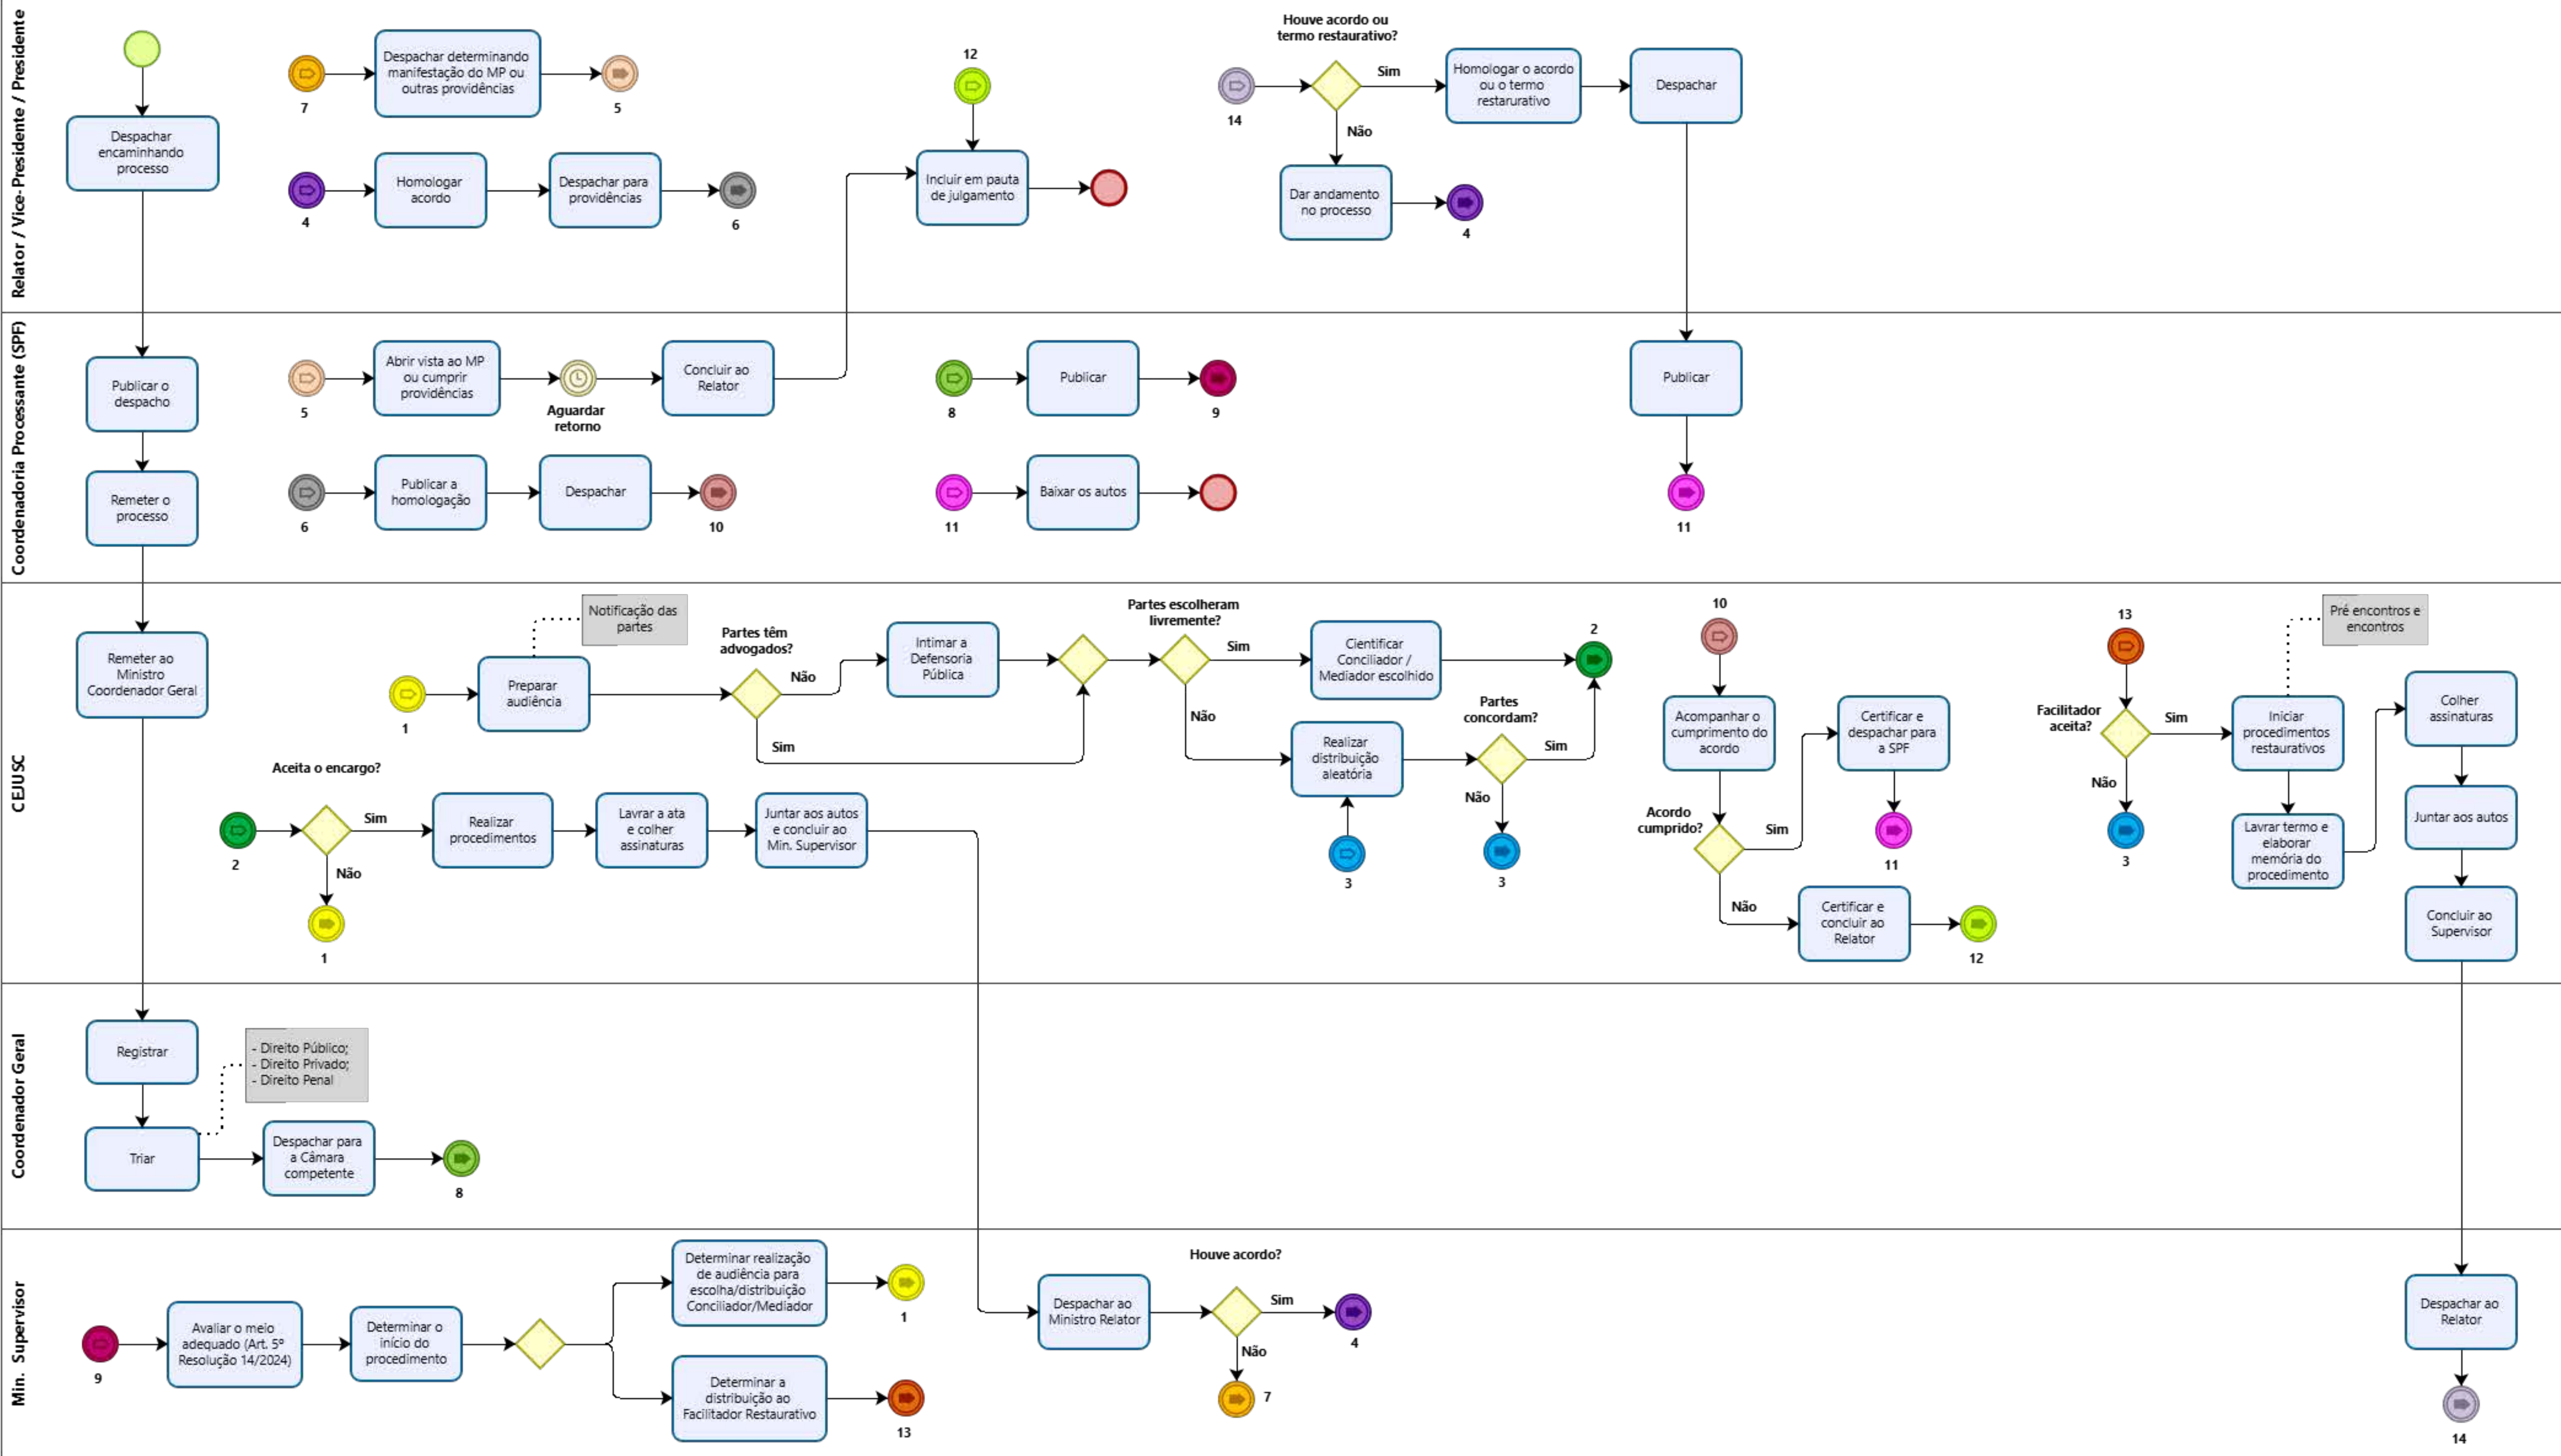 Relator / Vice-Presidente / Presidente
Despachar
encaminhando
processo
7
Despachar determinando
manifestação do MP ou
outras providências
5
4
Homologar
acordo
Despachar para
providências
6
12
Incluir em pauta
de julgamento
Houve acordo ou
termo restaurativo?
14
Sim
Não
Homologar o acordo
ou o termo
restarurativo
Despachar
Dar andamento
no processo
4
Coordenadoria Processante (SPF)
Publicar o
despacho
Remeter o
processo
5
Abrir vista ao MP
ou cumprir
providências
Aguardar
retorno
Concluir ao
Relator
8
Publicar
9
Publicar
6
Publicar a
homologação
Despachar
10
11
Baixar os autos
11
CEJUSC
Remeter ao
Ministro
Coordenador Geral
Notificação das
partes
1
Preparar
audiência
Partes têm
advogados?
Não
Sim
Intimar a
Defensoria
Pública
Partes escolheram
livremente?
Sim
Não
Cientificar
Conciliador /
Mediador escolhido
2
Realizar
distribuição
aleatória
Partes
concordam?
Sim
Não
3
3
Aceita o encargo?
2
Sim
Não
1
Realizar
procedimentos
Lavrar a ata
e colher
assinaturas
Juntar aos autos
e concluir ao
Min. Supervisor
10
Acompanhar o
cumprimento do
acordo
Acordo
cumprido?
Sim
Não
Certificar e
despachar para
a SPF
11
Certificar e
concluir ao
Relator
12
13
Facilitador
aceita?
Sim
Não
3
Pré encontros e
encontros
Iniciar
procedimentos
restaurativos
Lavrar termo e
elaborar
memória do
procedimento
Colher
assinaturas
Juntar aos autos
Concluir ao
Supervisor
Coordenador Geral
Registrar
Triar
- Direito Público;
- Direito Privado;
- Direito Penal
Despachar para
a Câmara
competente
8
Min. Supervisor
9
Avaliar o meio
adequado (Art. 5º
Resolução 14/2024)
Determinar o
início do
procedimento
Determinar realização
de audiência para
escolha/distribuição
Conciliador/Mediador
1
Determinar a
distribuição ao
Facilitador Restaurativo
13
Despachar ao
Ministro Relator
Houve acordo?
Sim
4
Não
7
Despachar ao
Relator
14